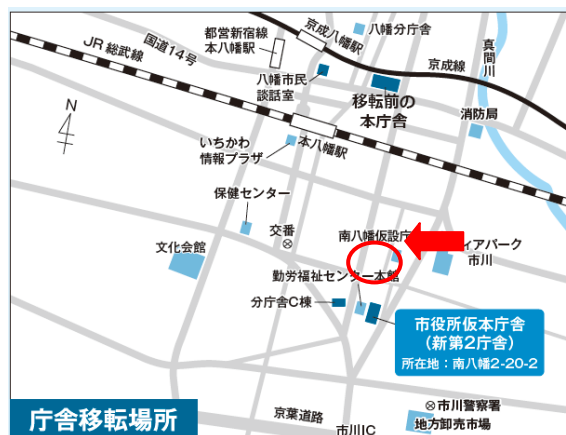 都営新宿線
本八幡駅
京成八幡駅
八幡分庁舎
国道14号
JR総武線
京成線
真間川
八幡市民
談話室
移転前の
本庁舎
消防局
N
いちかわ
情報プラザ
本八幡駅
保健センター
交番
南八幡仮設庁
文化会館
ィアパーク
市川
勤労福祉センター本館
分庁舎C棟
市役所仮本庁舎
(新第2庁舎)
所在地:南八幡2-20-2
庁舎移転場所
京葉道路
市川IC
市川警察署
地方卸売市場